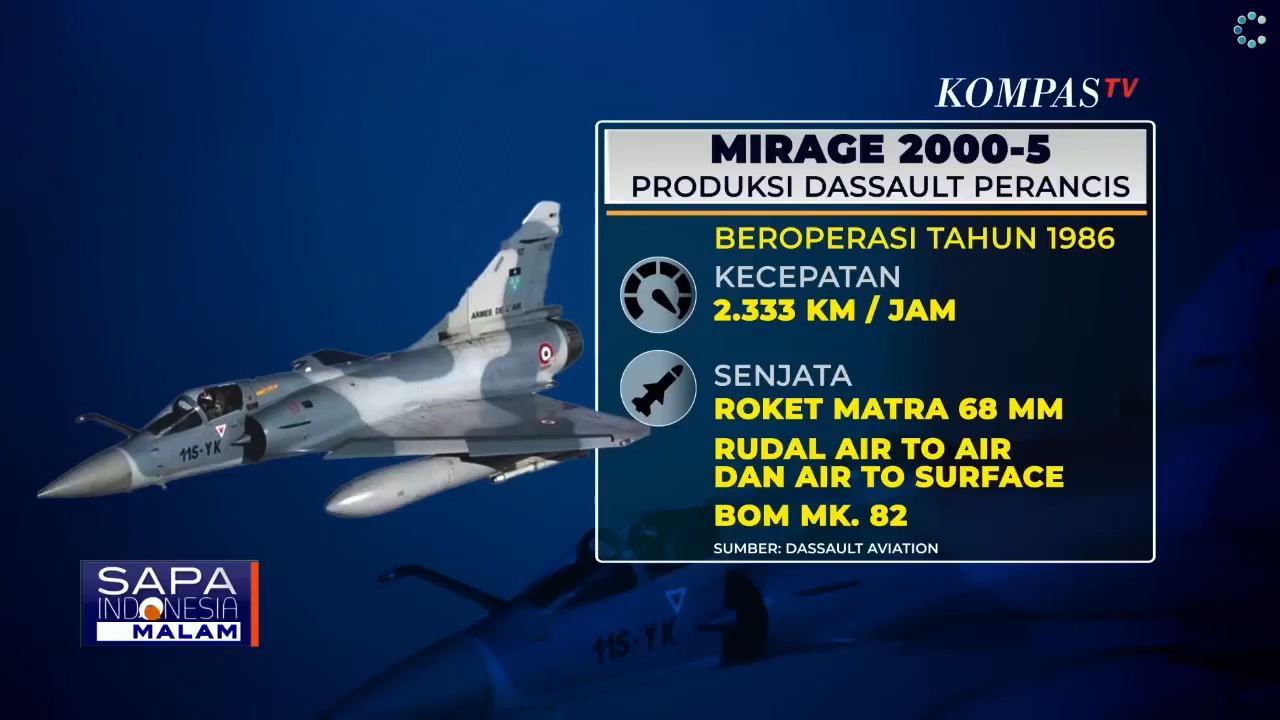 KOMPASTV
MIRAGE 2000-5
PRODUKSI DASSAULT PERANCIS
BEROPERASI TAHUN 1986
KECEPATAN
2.333 KM / JAM
SENJATA
ROKET MATRA 68 MM
RUDAL AIR TO AIR
DAN AIR TO SURFACE
BOM MK. 82
SUMBER: DASSAULT AVIATION
ARMEE DE L'AIR
115-YK
115-YK
SAPA
INDONESIA
MALAM